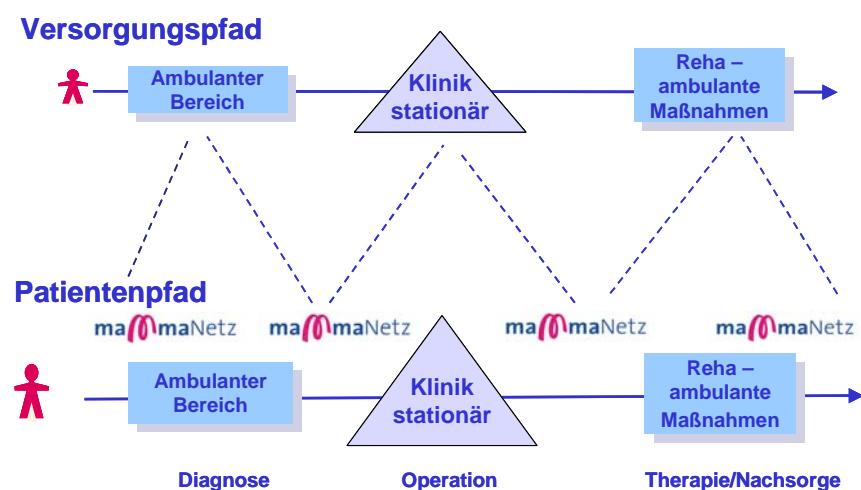 Versorgungspfad
Ambulanter
Bereich
Klinik
stationär
Reha –
ambulante
Maßnahmen
Patientenpfad
mammaNetz
mammaNetz
mammaNetz
mammaNetz
Ambulanter
Bereich
Klinik
stationär
Reha –
ambulante
Maßnahmen
Diagnose
Operation
Therapie/Nachsorge